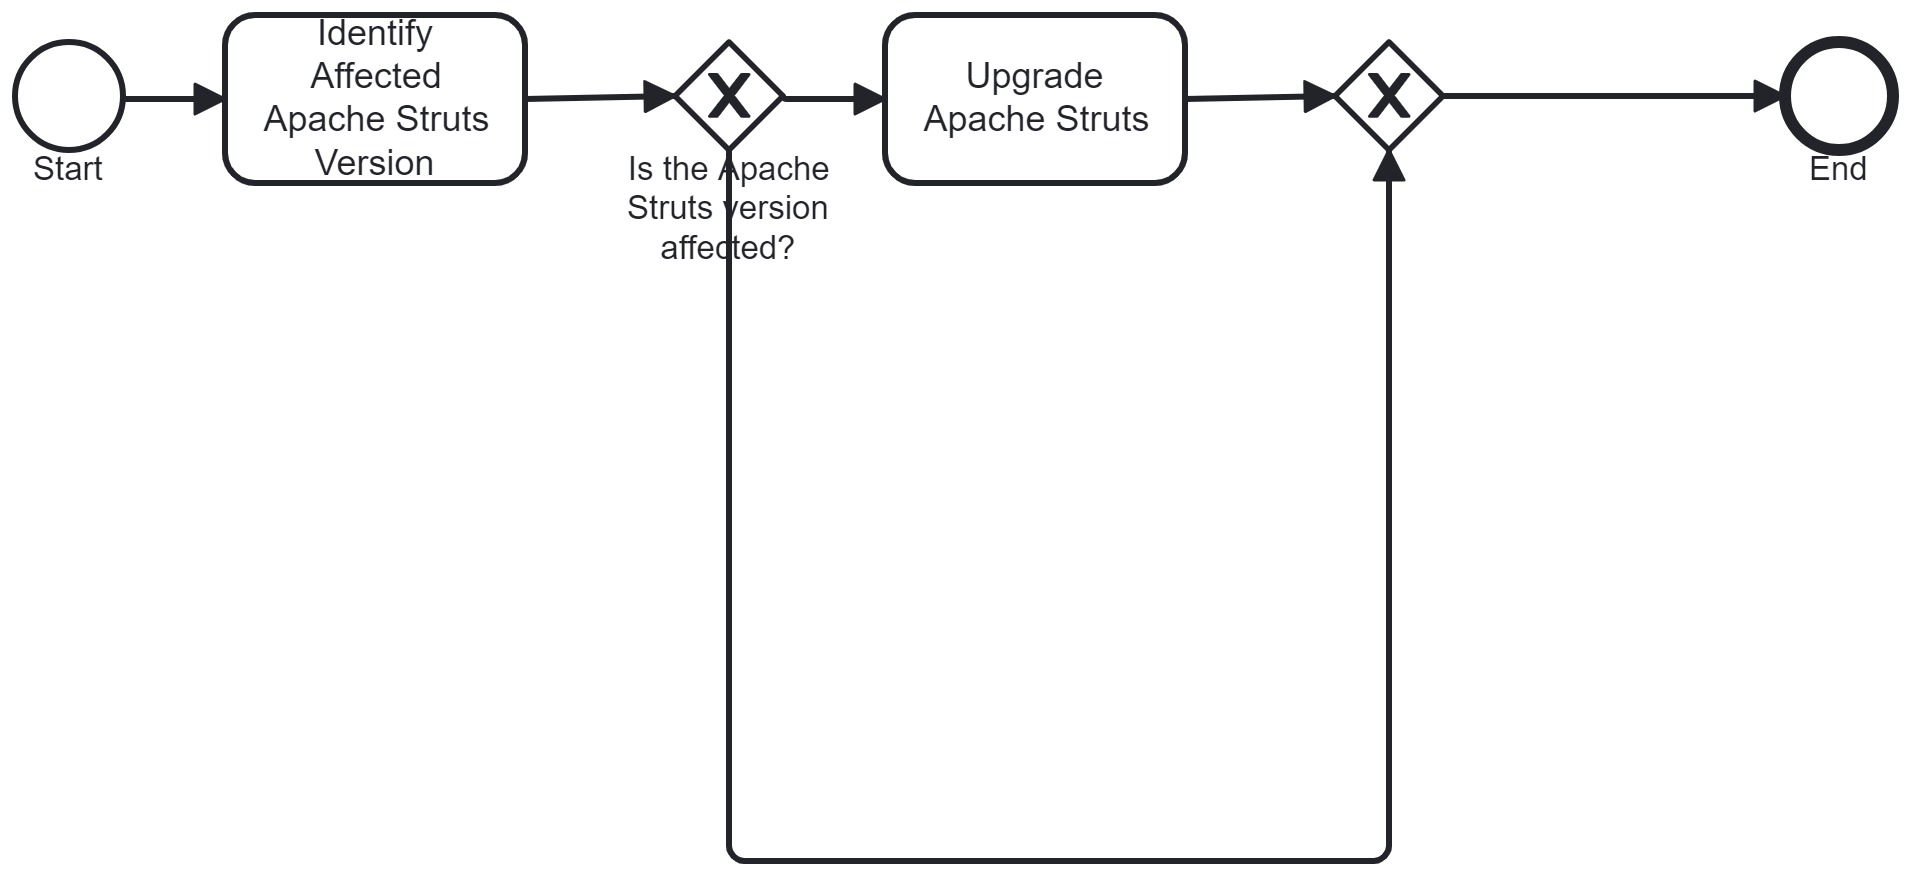 Start
Identify
Affected
Apache Struts
Version
X
Is the Apache
Struts version
affected?
Upgrade
Apache Struts
X
End